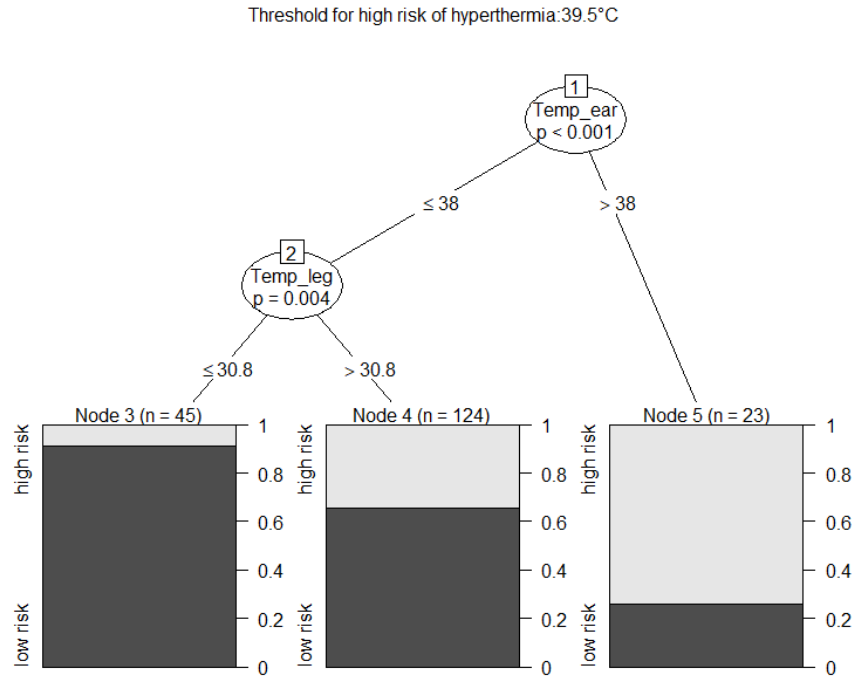 Threshold for high risk of hyperthermia:39.5°C
1
Temp_ear
p < 0.001
≤ 38
> 38
2
Temp_leg
p = 0.004
≤ 30.8
> 30.8
Node 3 (n = 45)
high risk
low risk
1
0.8
0.6
0.4
0.2
0
Node 4 (n = 124)
high risk
low risk
1
0.8
0.6
0.4
0.2
0
Node 5 (n = 23)
high risk
low risk
1
0.8
0.6
0.4
0.2
0